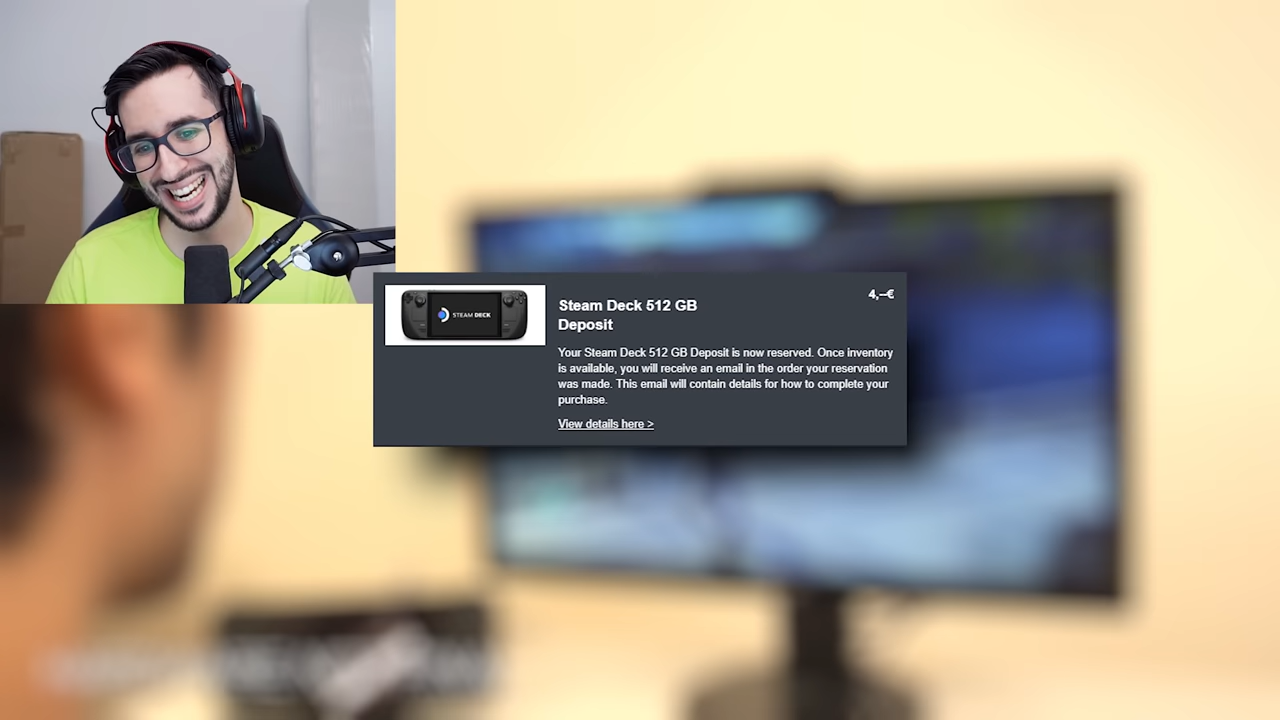 STEAM DECK
Steam Deck 512 GB
Deposit
4,--€
Your Steam Deck 512 GB Deposit is now reserved. Once inventory
is available, you will receive an email in the order your reservation
was made. This email will contain details for how to complete your
purchase.
View details here >